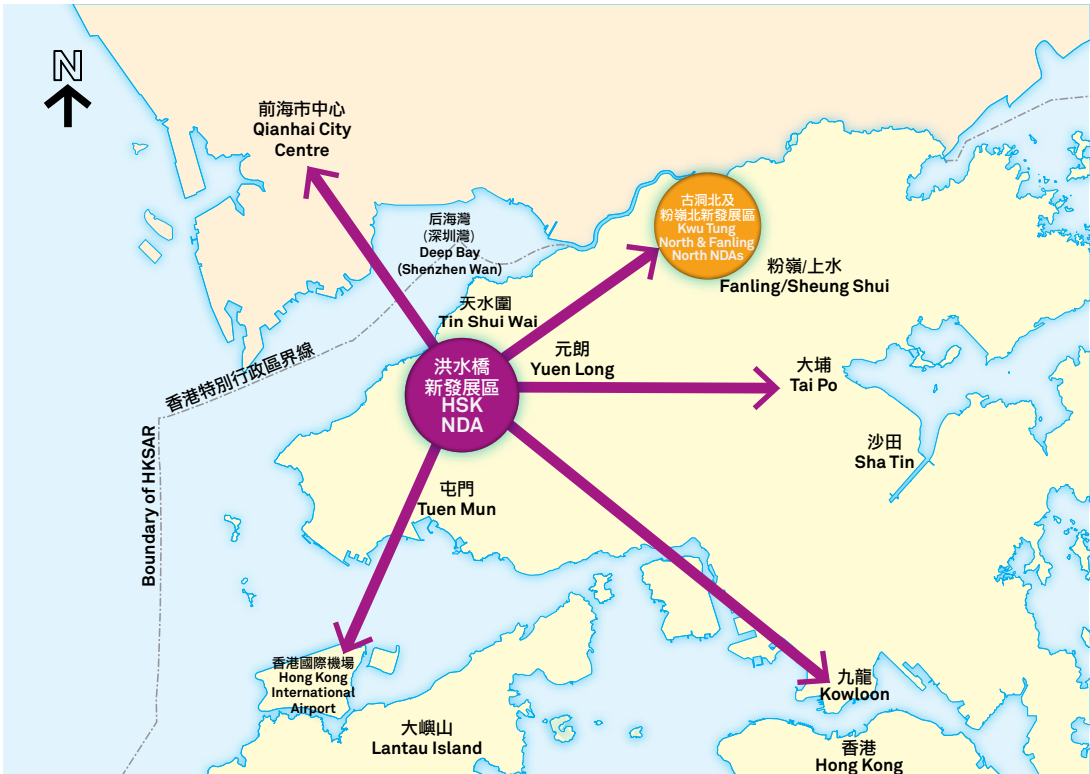 N
前海市中心
Qianhai City
Centre
古洞北及
粉嶺北新發展區
Kwu Tung
North & Fanling
North NDAs
后海灣
(深圳灣)
Deep Bay
(Shenzhen Wan)
粉嶺/上水
Fanling/Sheung Shui
天水圍
Tin Shui Wai
元朗
Yuen Long
香港特別行政區界線
洪水橋
新發展區
HSK
NDA
大埔
Tai Po
沙田
Sha Tin
Boundary of HKSAR
屯門
Tuen Mun
香港國際機場
Hong Kong
International
Airport
九龍
Kowloon
大嶼山
Lantau Island
香港
Hong Kong